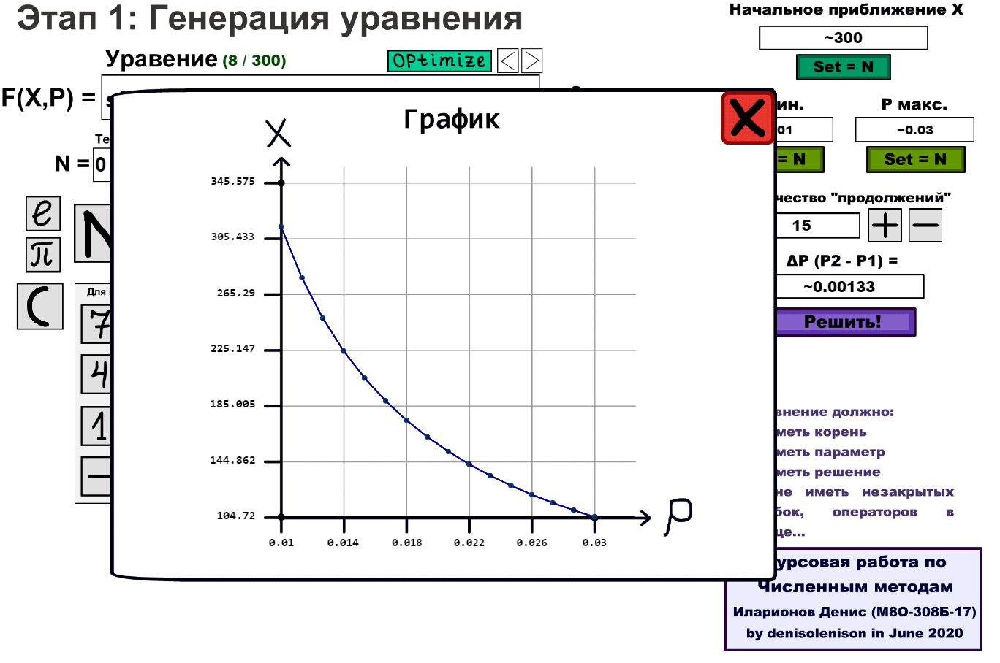 Этап 1: Генерация уравнения
Начальное приближение X
~300
Set = N
Уравение (8 / 300)
OPtimize
< >
F(X,P) =
ин.
P макс.
01
~0.03
= N
Set = N
Те
N = 0
e
π
N
C
Для
7
4
1
−
График
X
345.575
305.433
265.29
225.147
185.005
144.862
104.72
0.01 0.014 0.018 0.022 0.026 0.03
P
X
чество "продолжений"
15
+ −
ΔP (P2 - P1) =
~0.00133
Решить!
внение должно:
меть корень
меть параметр
меть решение
не иметь незакрытых
бок, операторов в
це...
урсовая работа по
Численным методам
Иларионов Денис (М8О-308Б-17)
by denisolenison in June 2020